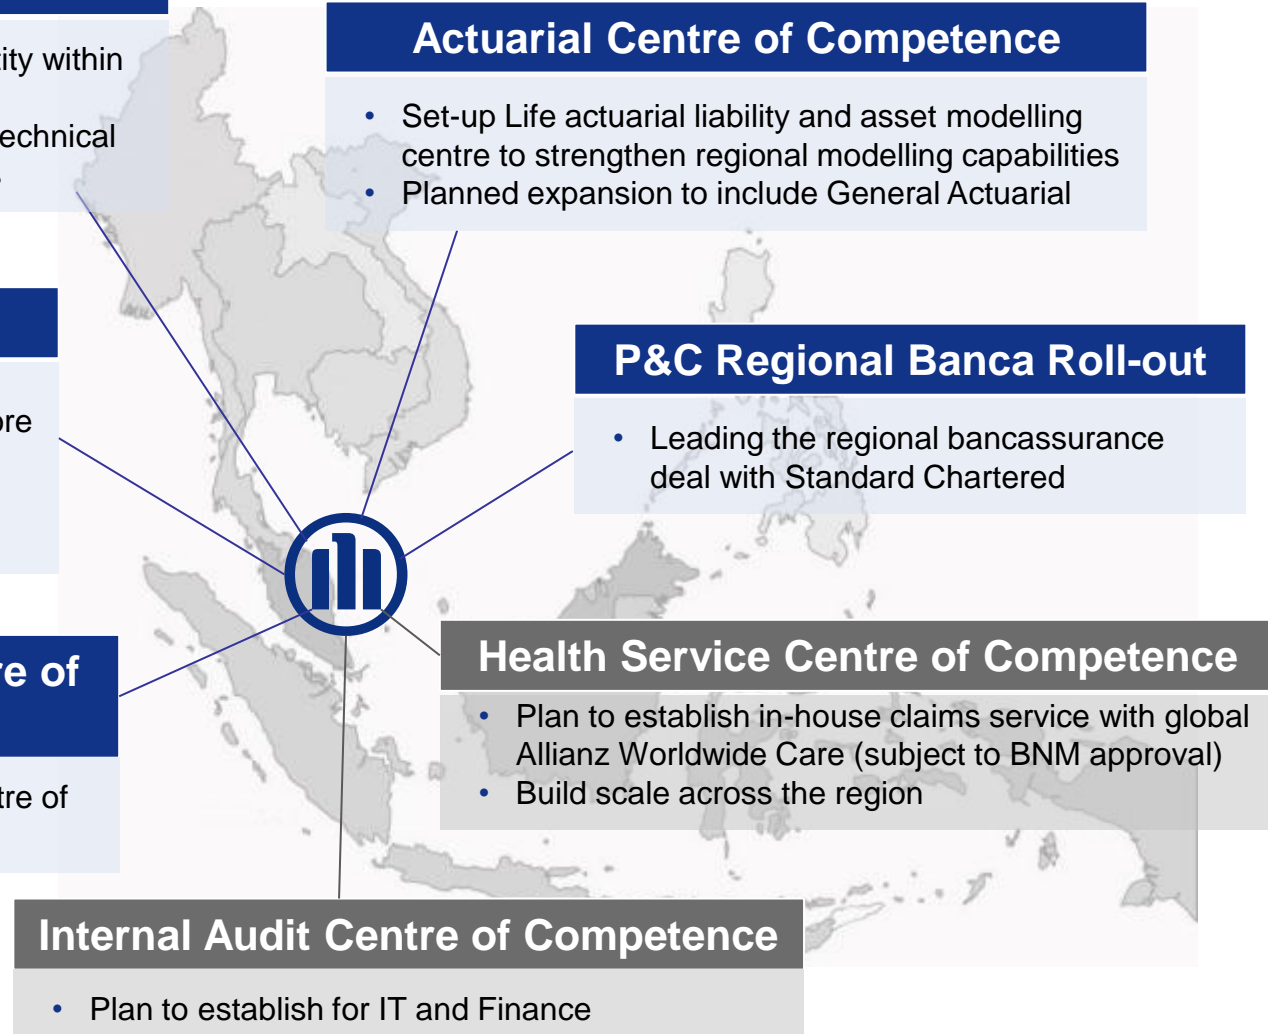 Actuarial Centre of Competence
within
• Set-up Life actuarial liability and asset modelling
centre to strengthen regional modelling capabilities
• Planned expansion to include General Actuarial
P&C Regional Banca Roll-out
• Leading the regional bancassurance
deal with Standard Chartered
of
Health Service Centre of Competence
• Plan to establish in-house claims service with global
Allianz Worldwide Care (subject to BNM approval)
• Build scale across the region
of
Internal Audit Centre of Competence
• Plan to establish for IT and Finance